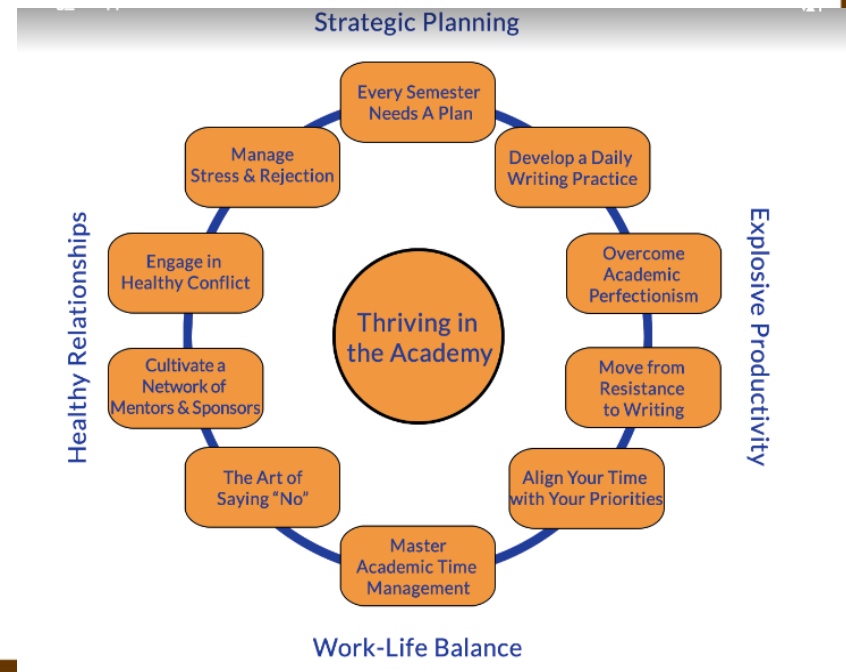 Strategic Planning
Every Semester
Needs A Plan
Manage
Stress & Rejection
Develop a Daily
Writing Practice
Engage in
Healthy Conflict
Overcome
Academic
Perfectionism
Healthy Relationships
Thriving in
the Academy
Explosive Productivity
Cultivate a
Network of
Mentors & Sponsors
Move from
Resistance
to Writing
The Art of
Saying “No”
Align Your Time
with Your Priorities
Master
Academic Time
Management
Work-Life Balance